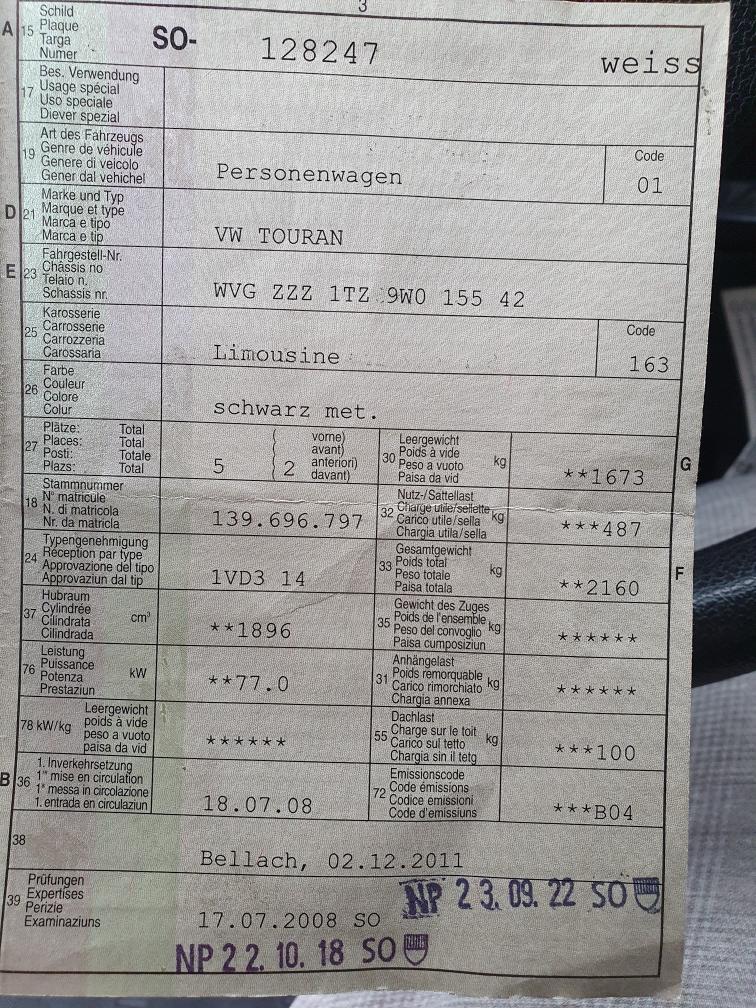 3
A 15 Schild
Plaque
Targa
Numer
SO- 128247 weiss
17 Bes. Verwendung
Usage spécial
Uso speciale
Diever spezial
19 Art des Fahrzeugs
Genre de véhicule
Genere di veicolo
Gener dal vehichel
Personenwagen
Code
01
D 21 Marke und Typ
Marque et type
Marca e tipo
Marca e tip
VW TOURAN
E 23 Fahrgestell-Nr.
Châssis no
Telaio n.
Schassis nr.
WVG ZZZ 1TZ 9W0 155 42
25 Karosserie
Carrosserie
Carrozzeria
Carossaria
Limousine
Code
163
26 Farbe
Couleur
Colore
Colur
schwarz met.
27 Plätze: Total
Places: Total
Posti: Totale
Plazs: Total
5 ( 2 vorne)
avant)
anteriori)
davant)
30 Leergewicht
Poids à vide
Peso a vuoto
Paisa da vid
kg
**1673
G
18 Stammnummer
N° matricule
N. di matricola
Nr. da matricla
139.696.797
32 Nutz-/Sattellast
Charge utile/sellette
Carico utile/sella
Chargia utila/sella
kg
***487
24 Typengenehmigung
Réception par type
Approvazione del tipo
Approvaziun dal tip
1VD3 14
33 Gesamtgewicht
Poids total
Peso totale
Paisa totala
kg
**2160
F
37 Hubraum
Cylindrée
Cilindrata
Cilindrada
cm³
**1896
35 Gewicht des Zuges
Poids de l'ensemble
Peso del convoglio
Paisa cumposiziun
kg
******
76 Leistung
Puissance
Potenza
Prestaziun
kW
**77.0
31 Anhängelast
Poids remorquable
Carico rimorchiato
Chargia annexa
kg
******
78 kW/kg Leergewicht
poids à vide
peso a vuoto
paisa da vid
******
55 Dachlast
Charge sur le toit
Carico sul tetto
Chargia sin il tetg
kg
***100
B 36 1. Inverkehrsetzung
1re mise en circulation
1a messa in circolazione
1. entrada en circulaziun
18.07.08
72 Emissionscode
Code émissions
Codice emissioni
Code d'emissiuns
***B04
38
Bellach, 02.12.2011
39 Prüfungen
Expertises
Perizie
Examinaziuns
17.07.2008 SO
NP 23.09.22 SO
NP 22.10.18 SO